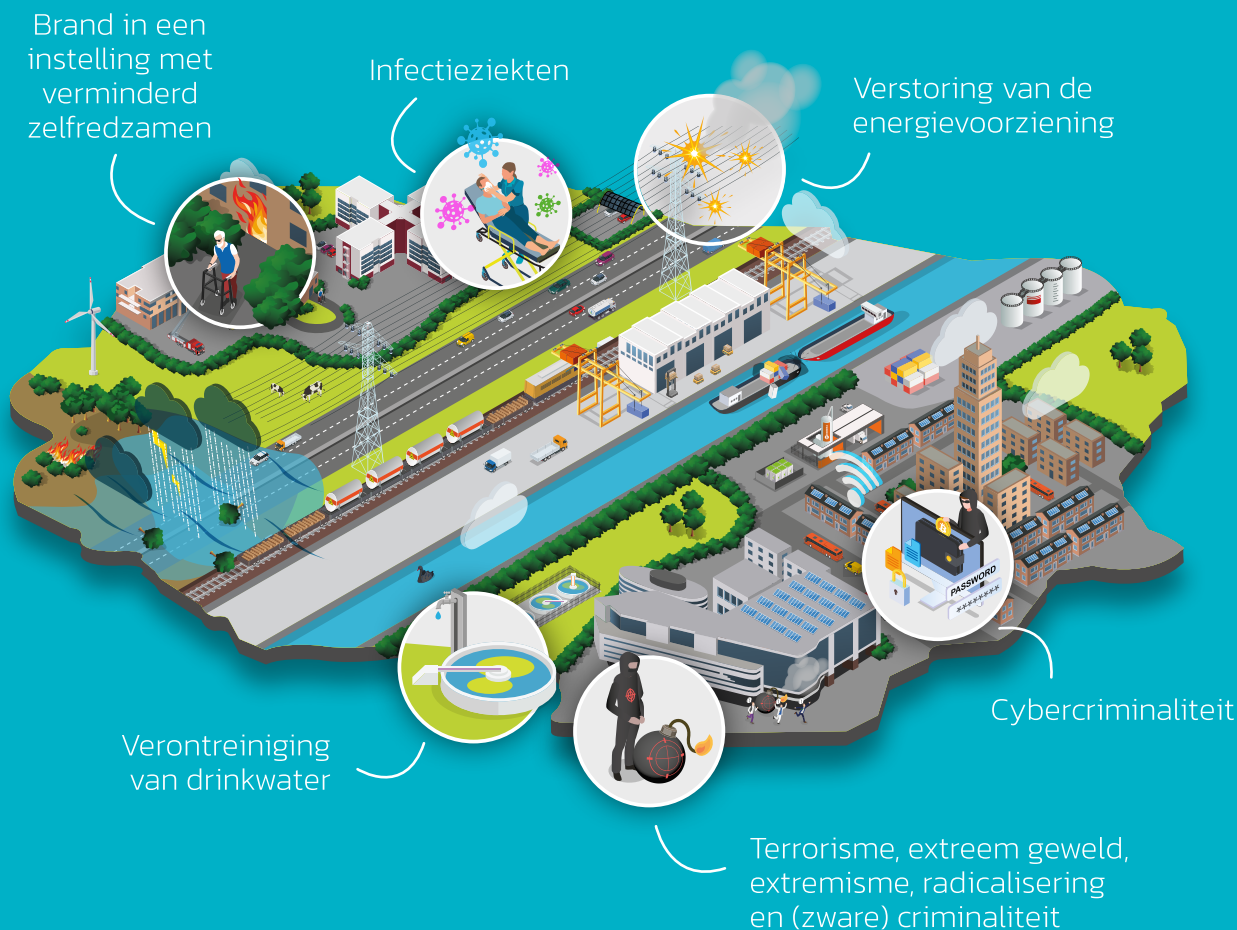 Brand in een
instelling met
verminderd
zelfredzamen
Infectieziekten
Verstoring van de
energievoorziening
PASSWORD
********
Cybercriminaliteit
Verontreiniging
van drinkwater
Terrorisme, extreem geweld,
extremisme, radicalisering
en (zware) criminaliteit